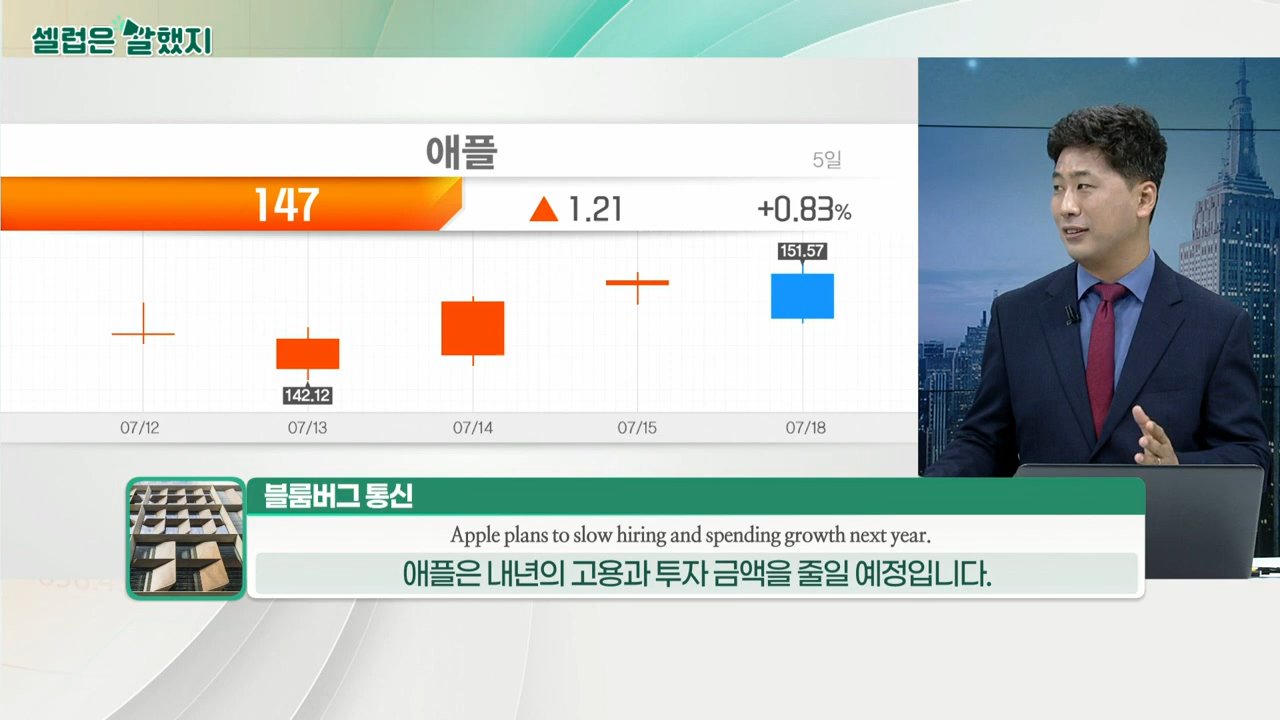 셀럽은 말했지
애플
5일
147 ▲ 1.21 +0.83%
151.57
142.12
07/12 07/13 07/14 07/15 07/18
블룸버그 통신
Apple plans to slow hiring and spending growth next year.
애플은 내년의 고용과 투자 금액을 줄일 예정입니다.